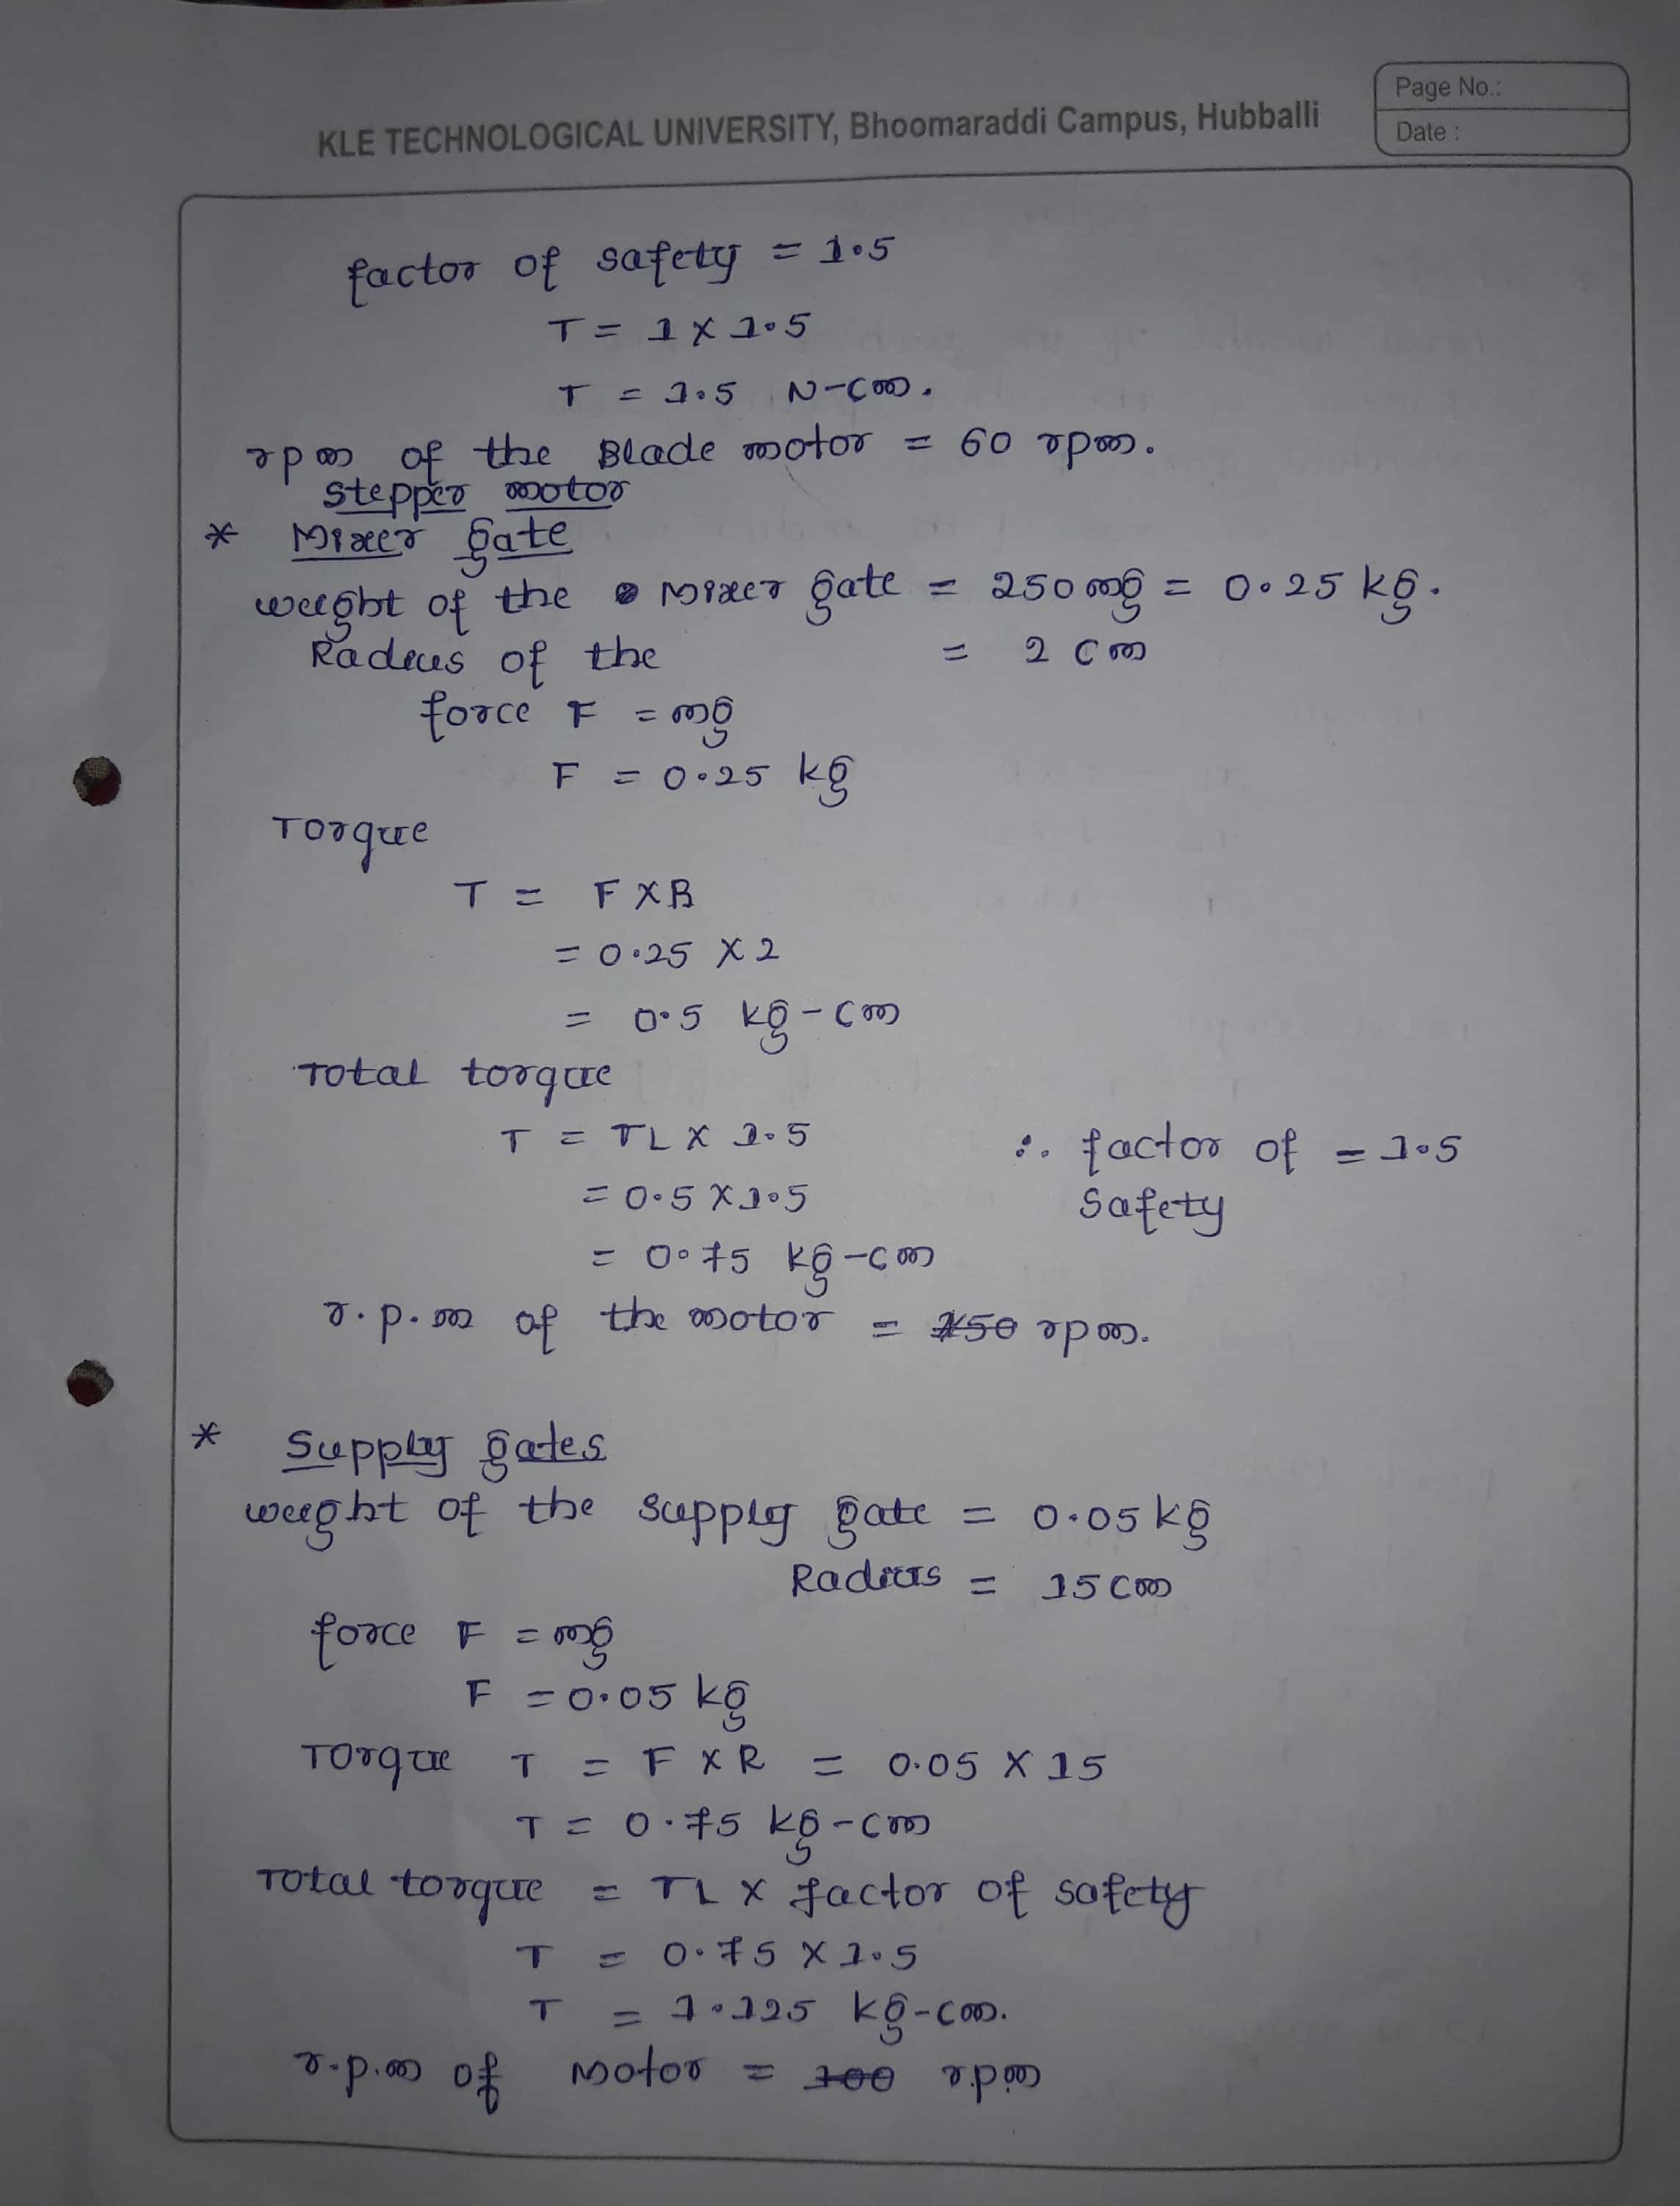 Page No.:
KLE TECHNOLOGICAL UNIVERSITY, Bhoomaraddi Campus, Hubballi
Date :
factor of safety = 1.5
T = 1 X 1.5
T = 1.5 N-cm.
rpm of the Blade motor = 60 rpm.
Stepper motor
* Mixer gate
weight of the Mixer gate = 250 mg = 0.25 kg.
Radius of the = 2 cm
force F = mg
F = 0.25 kg
Torque
T = F X R
= 0.25 X 2
= 0.5 kg-cm
Total torque
T = TL X 1.5 ∴ factor of = 1.5
= 0.5 X 1.5 Safety
= 0.75 kg-cm
r.p.m of the motor = rpm.
* Supply gates
weight of the supply gate = 0.05 kg
Radius = 15 cm
force F = mg
F = 0.05 kg
Torque T = F X R = 0.05 X 15
T = 0.75 kg-cm
Total torque = TL X factor of safety
T = 0.75 X 1.5
T = 1.125 kg-cm.
r.p.m of Motor = 100 rpm